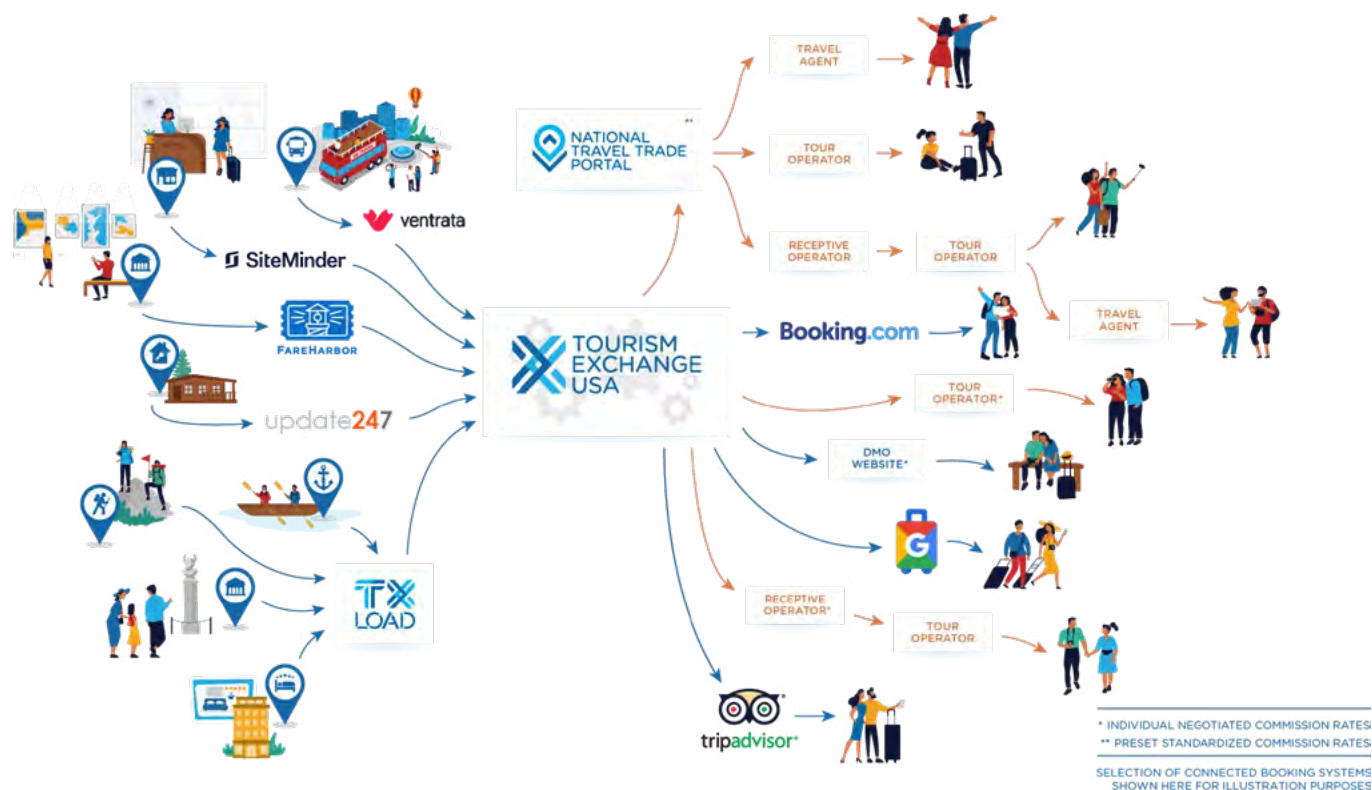 TRAVEL
AGENT
NATIONAL
TRAVEL TRADE
PORTAL
**
TOUR
OPERATOR
ventrata
SiteMinder
RECEPTIVE
OPERATOR
TOUR
OPERATOR
FAREHARBOR
TOURISM
EXCHANGE
USA
Booking.com
TRAVEL
AGENT
update247
TOUR
OPERATOR*
DMO
WEBSITE*
G
TX
LOAD
RECEPTIVE
OPERATOR*
TOUR
OPERATOR
tripadvisor*
* INDIVIDUAL NEGOTIATED COMMISSION RATES
** PRESET STANDARDIZED COMMISSION RATES
SELECTION OF CONNECTED BOOKING SYSTEMS
SHOWN HERE FOR ILLUSTRATION PURPOSES